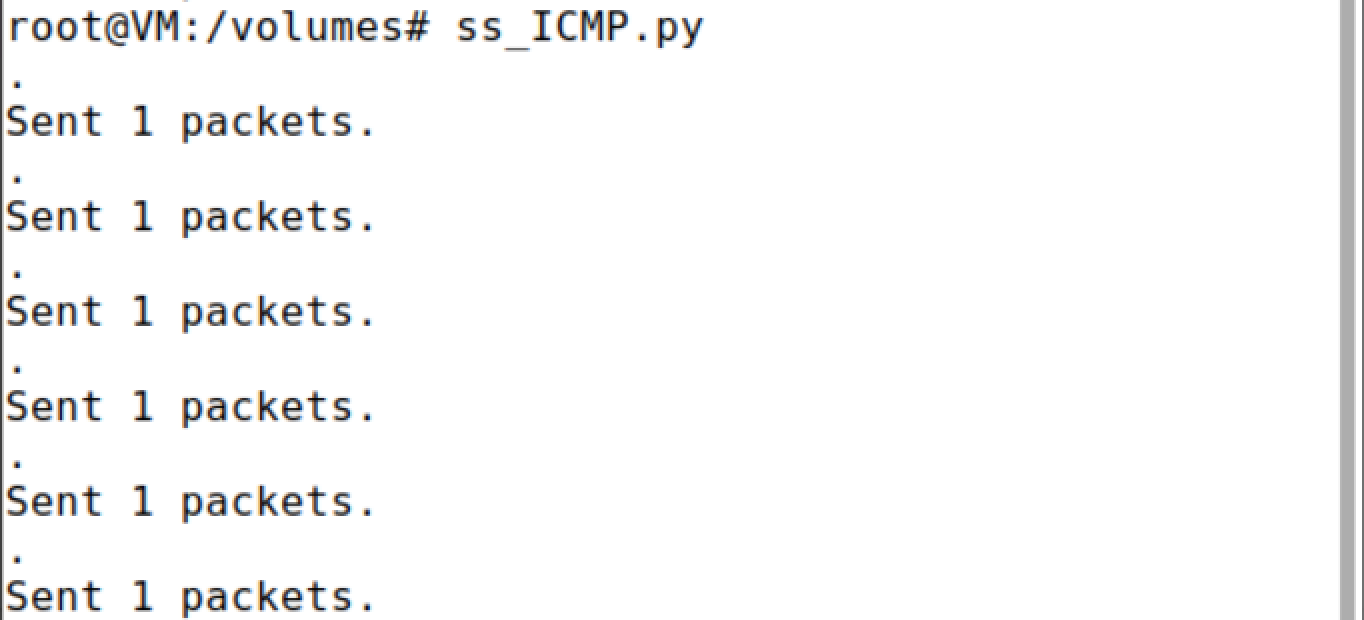 root@VM:/volumes# ss_ICMP.py
.
Sent 1 packets.
.
Sent 1 packets.
.
Sent 1 packets.
.
Sent 1 packets.
.
Sent 1 packets.
.
Sent 1 packets.